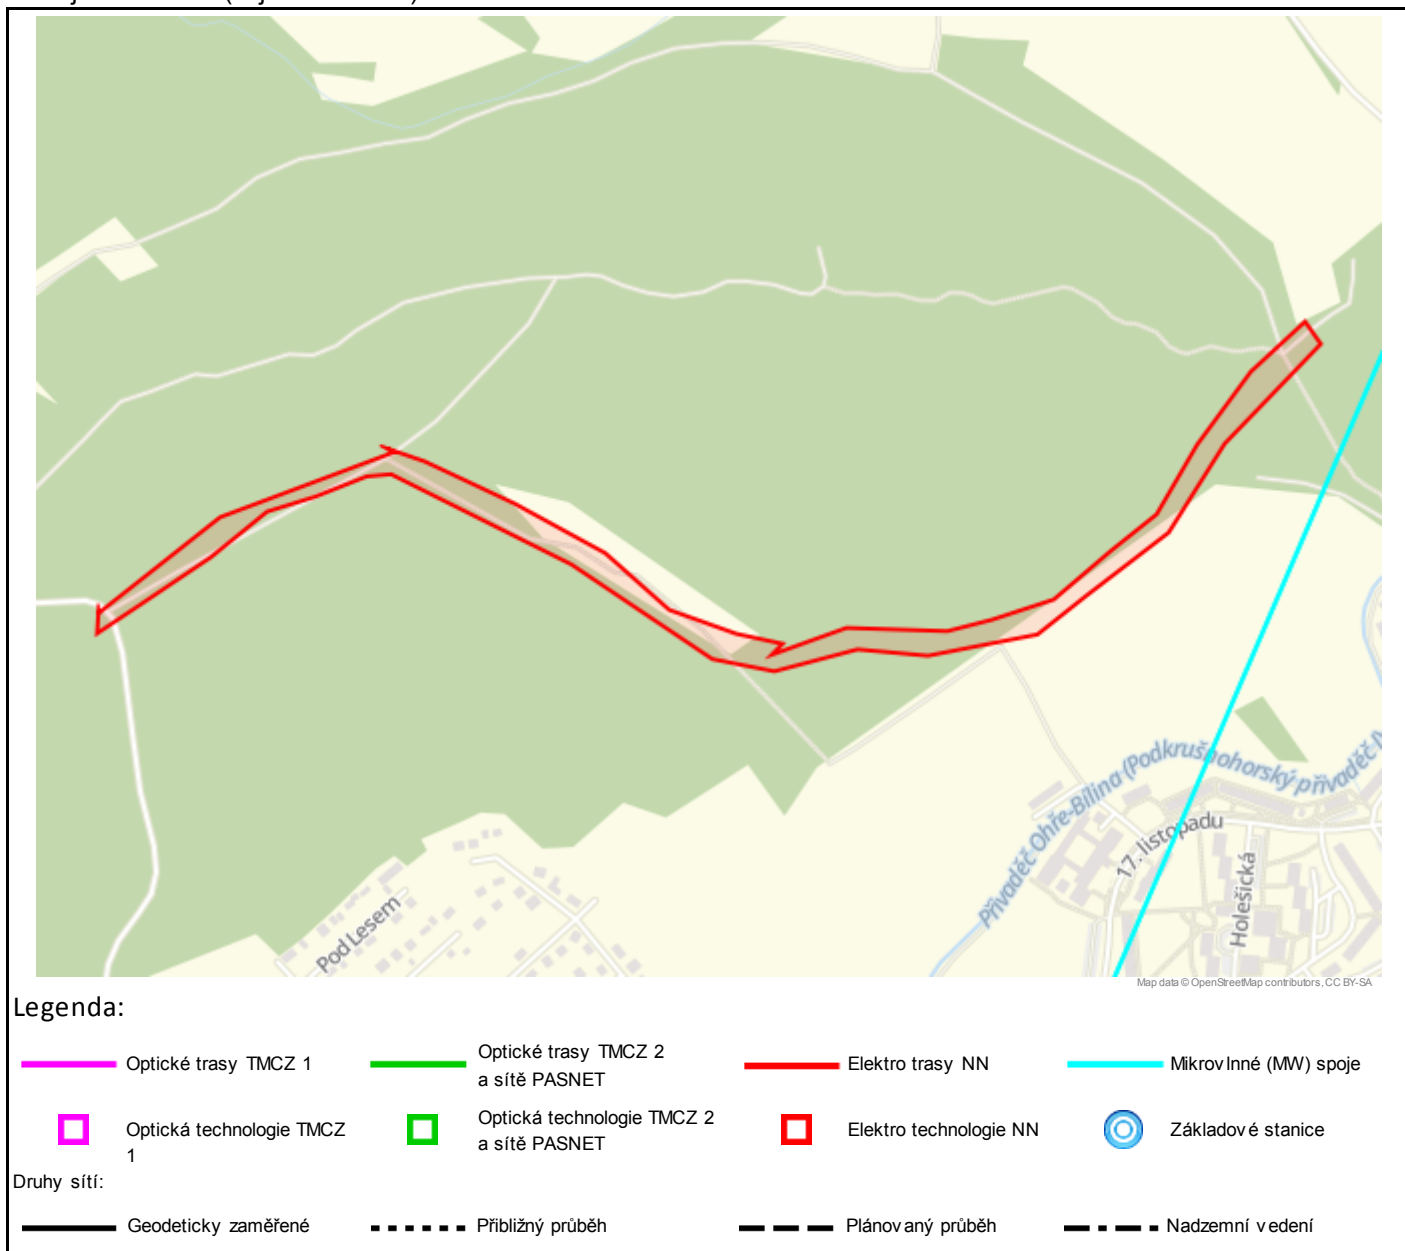 Přivaděč Ohře-Bílina (Podkrušnohorský přivaděč
17. listopadu
Holešická
Pod Lesem
Map data © OpenStreetMap contributors, CC BY-SA
Legenda:
Optické trasy TMCZ 1
Optické trasy TMCZ 2
a sítě PASNET
Elektro trasy NN
Mikrovlnné (MW) spoje
Optická technologie TMCZ
1
Optická technologie TMCZ 2
a sítě PASNET
Elektro technologie NN
Základové stanice
Druhy sítí:
Geodeticky zaměřené
Přibližný průběh
Plánovaný průběh
Nadzemní vedení